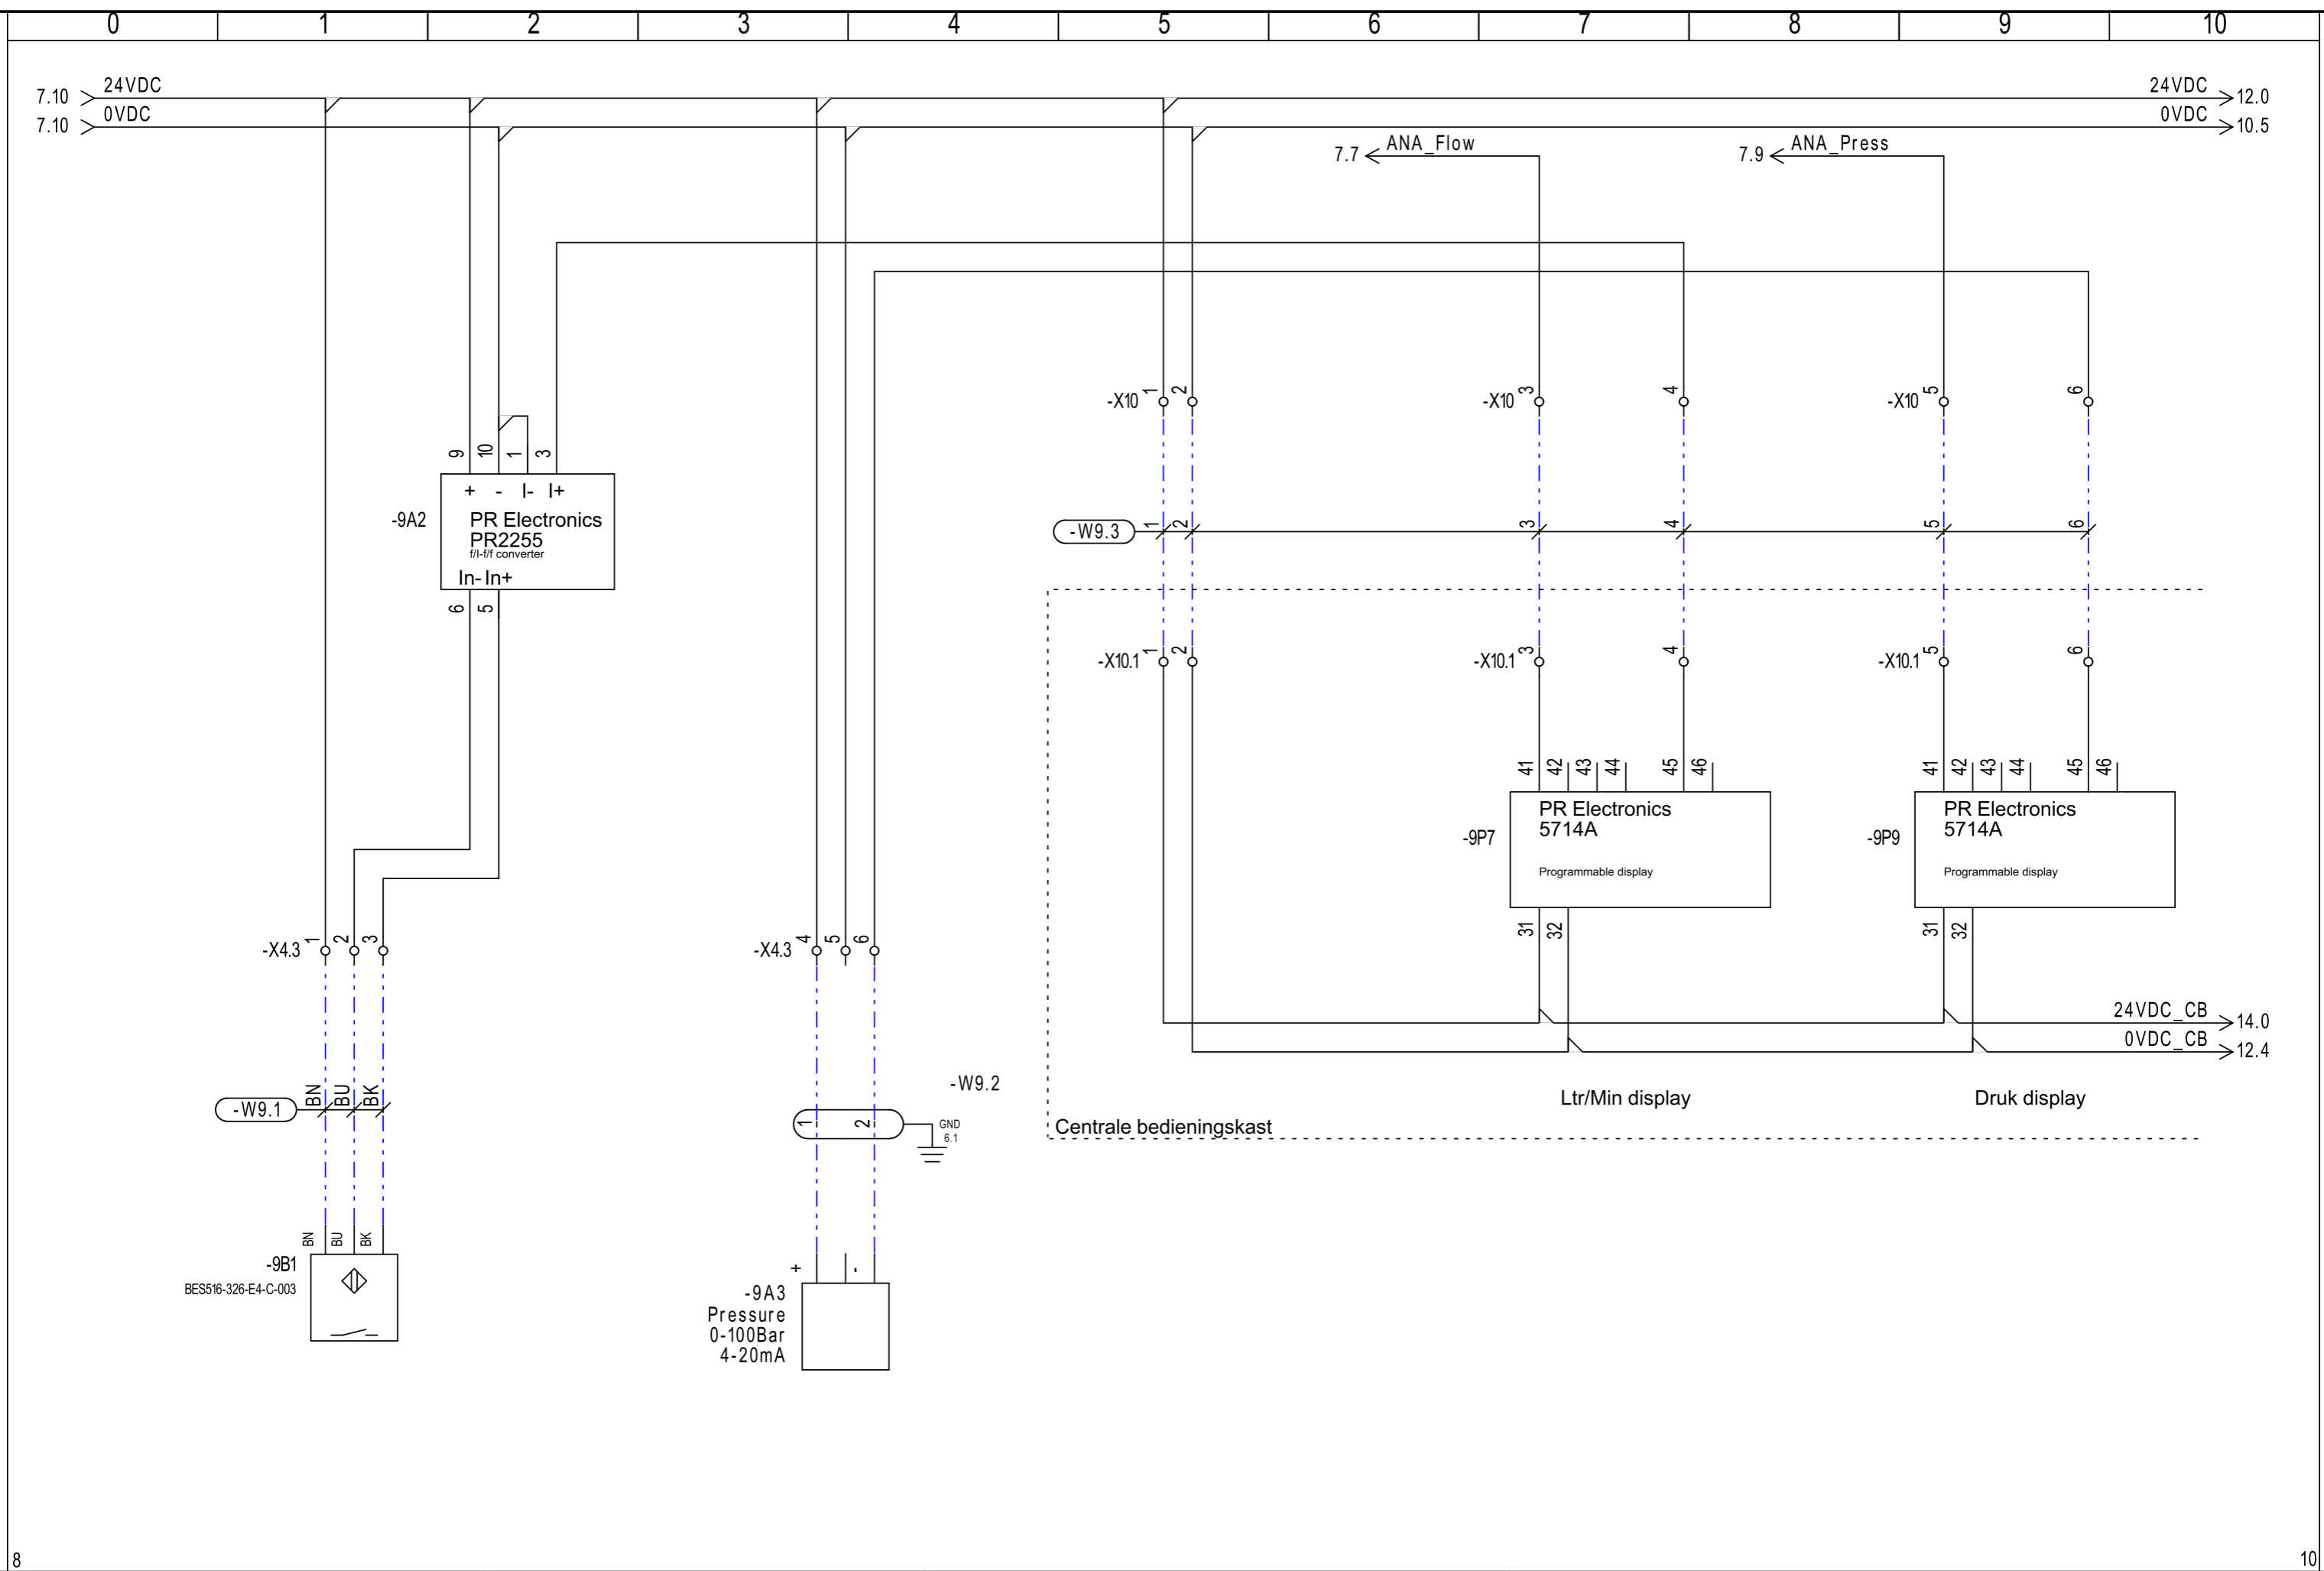 0 1 2 3 4 5 6 7 8 9 10
7.10 24VDC 24VDC 12.0
7.10 0VDC 0VDC 10.5
7.7 ANA_Flow 7.9 ANA_Press
-X10 1 2 -X10 3 4 -X10 5 6
9 10 1 3
+ - I- I+
-9A2 PR Electronics
PR2255
f/I-f/f converter
In- In+
6 5
-W9.3 1 2 3 4 5 6
-X10.1 1 2 -X10.1 3 4 -X10.1 5 6
41 42 43 44 45 46 41 42 43 44 45 46
-9P7 PR Electronics
5714A
Programmable display
31 32
-9P9 PR Electronics
5714A
Programmable display
31 32
-X4.3 1 2 3 -X4.3 4 5 6
24VDC_CB 14.0
0VDC_CB 12.4
-W9.1 BN BU BK
-W9.2
1 2 GND
6.1
Ltr/Min display Druk display
Centrale bedieningskast
BN BU BK
-9B1
BES516-326-E4-C-003
+ -
-9A3
Pressure
0-100Bar
4-20mA
8 10